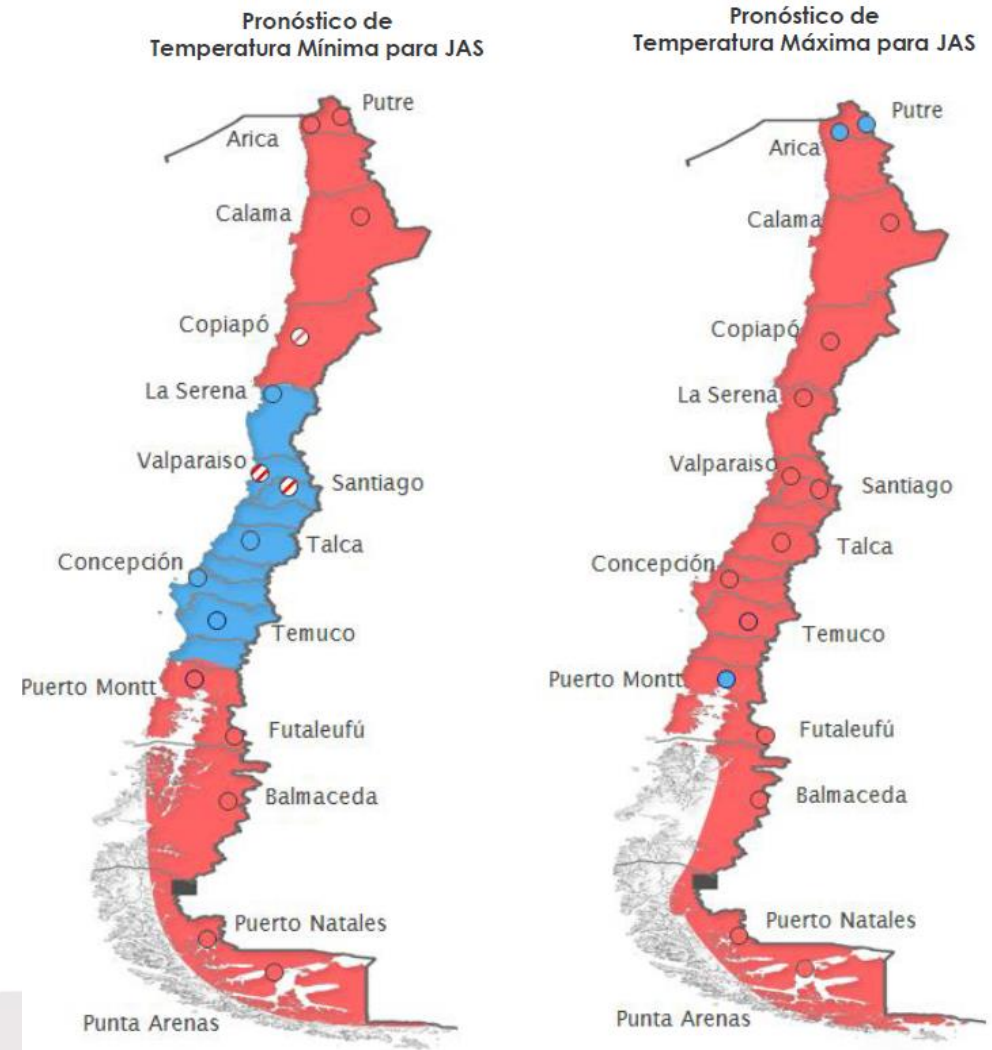 Pronóstico de
Temperatura Mínima para JAS
Putre
Arica
Calama
Copiapó
La Serena
Valparaiso
Santiago
Talca
Concepción
Temuco
Puerto Montt
Futaleufú
Balmaceda
Puerto Natales
Punta Arenas
Pronóstico de
Temperatura Máxima para JAS
Putre
Arica
Calama
Copiapó
La Serena
Valparaiso
Santiago
Talca
Concepción
Temuco
Puerto Montt
Futaleufú
Balmaceda
Puerto Natales
Punta Arenas